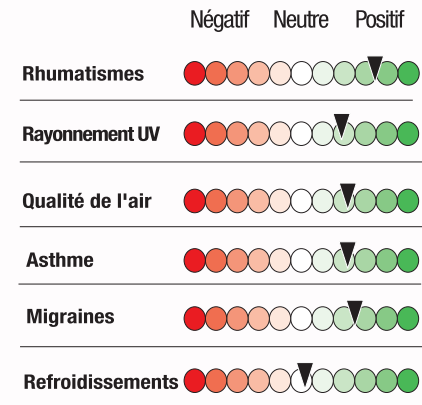 Négatif Neutre Positif
Rhumatismes
Rayonnement UV
Qualité de l'air
Asthme
Migraines
Refroidissements